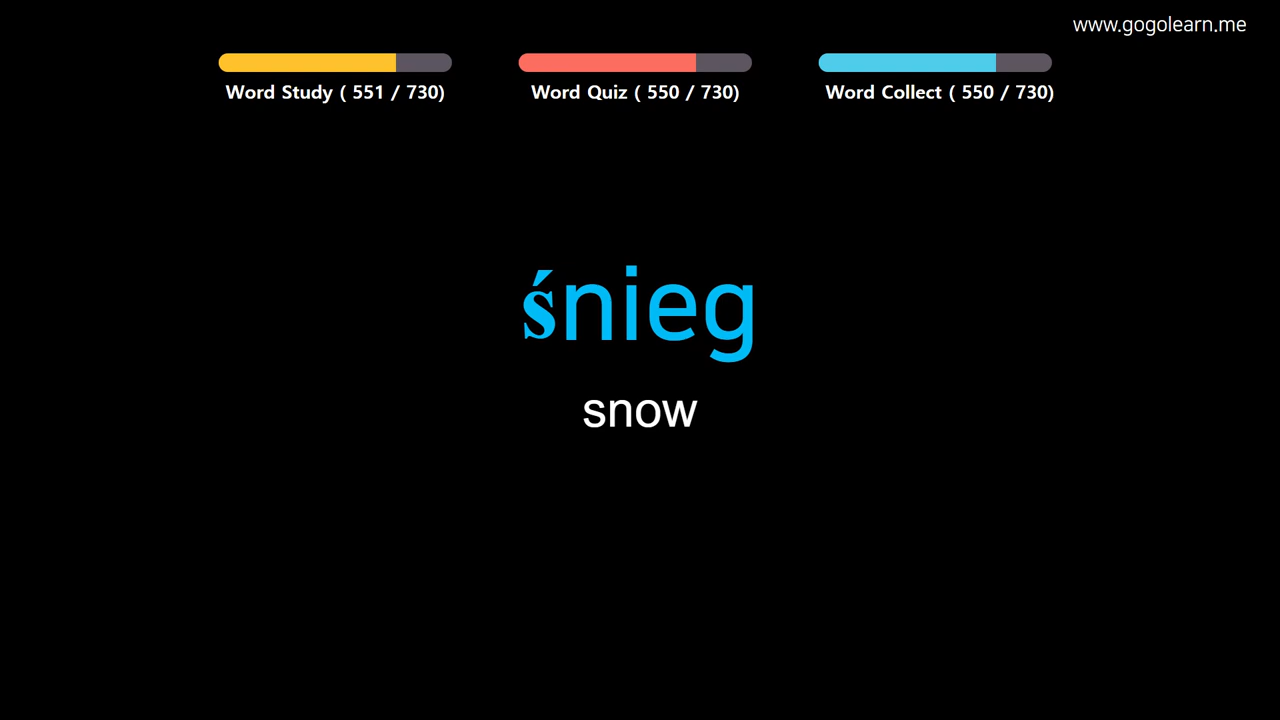 www.gogolearn.me
Word Study ( 551 / 730)
Word Quiz ( 550 / 730)
Word Collect ( 550 / 730)
śnieg
snow